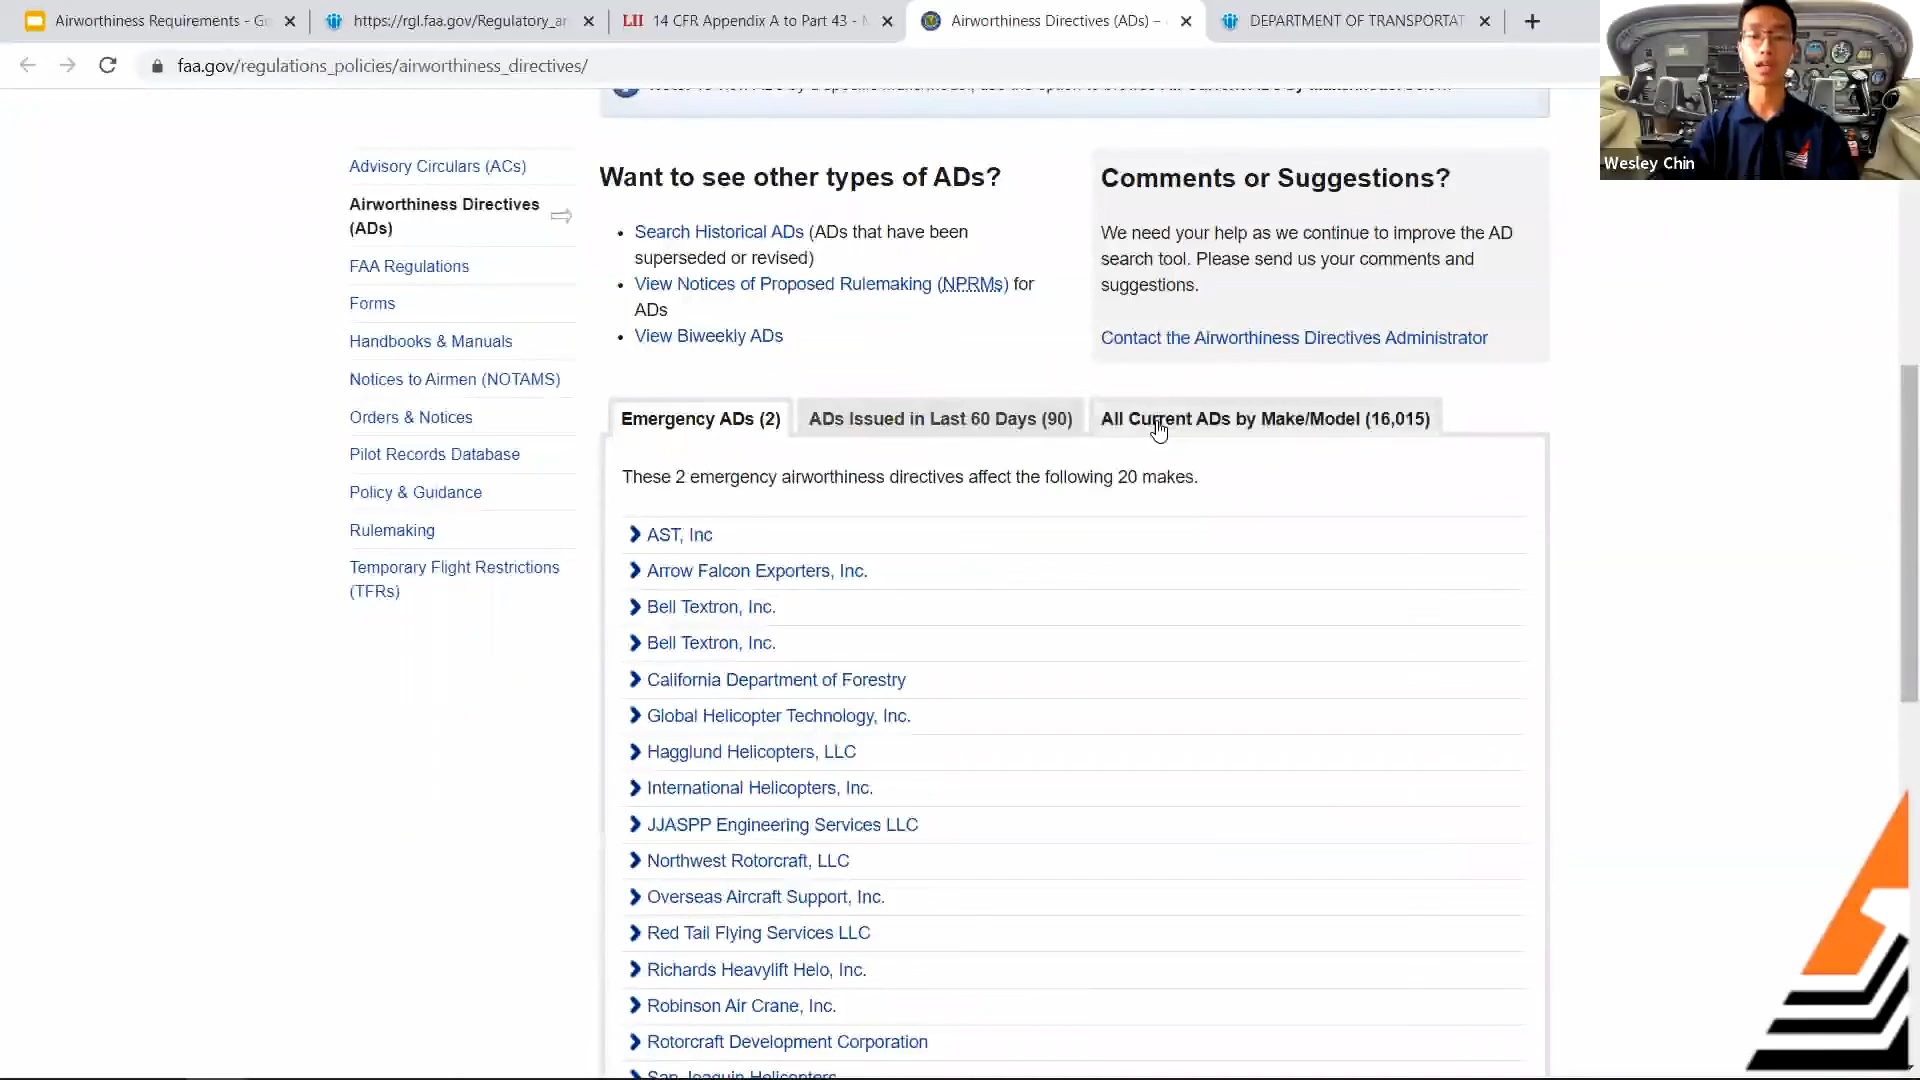 Airworthiness Requirements - G
https://rgl.faa.gov/Regulatory_a
LII 14 CFR Appendix A to Part 43 -
Airworthiness Directives (ADs) –
DEPARTMENT OF TRANSPORTAT
faa.gov/regulations_policies/airworthiness_directives/
Wesley Chin
Advisory Circulars (ACs)
Airworthiness Directives
(ADs)
FAA Regulations
Forms
Handbooks & Manuals
Notices to Airmen (NOTAMS)
Orders & Notices
Pilot Records Database
Policy & Guidance
Rulemaking
Temporary Flight Restrictions
(TFRs)
Want to see other types of ADs?
• Search Historical ADs (ADs that have been
superseded or revised)
• View Notices of Proposed Rulemaking (NPRMs) for
ADs
• View Biweekly ADs
Comments or Suggestions?
We need your help as we continue to improve the AD
search tool. Please send us your comments and
suggestions.
Contact the Airworthiness Directives Administrator
Emergency ADs (2) ADs Issued in Last 60 Days (90) All Current ADs by Make/Model (16,015)
These 2 emergency airworthiness directives affect the following 20 makes.
AST, Inc
Arrow Falcon Exporters, Inc.
Bell Textron, Inc.
Bell Textron, Inc.
California Department of Forestry
Global Helicopter Technology, Inc.
Hagglund Helicopters, LLC
International Helicopters, Inc.
JJASPP Engineering Services LLC
Northwest Rotorcraft, LLC
Overseas Aircraft Support, Inc.
Red Tail Flying Services LLC
Richards Heavylift Helo, Inc.
Robinson Air Crane, Inc.
Rotorcraft Development Corporation
San Joaquin Helicopters